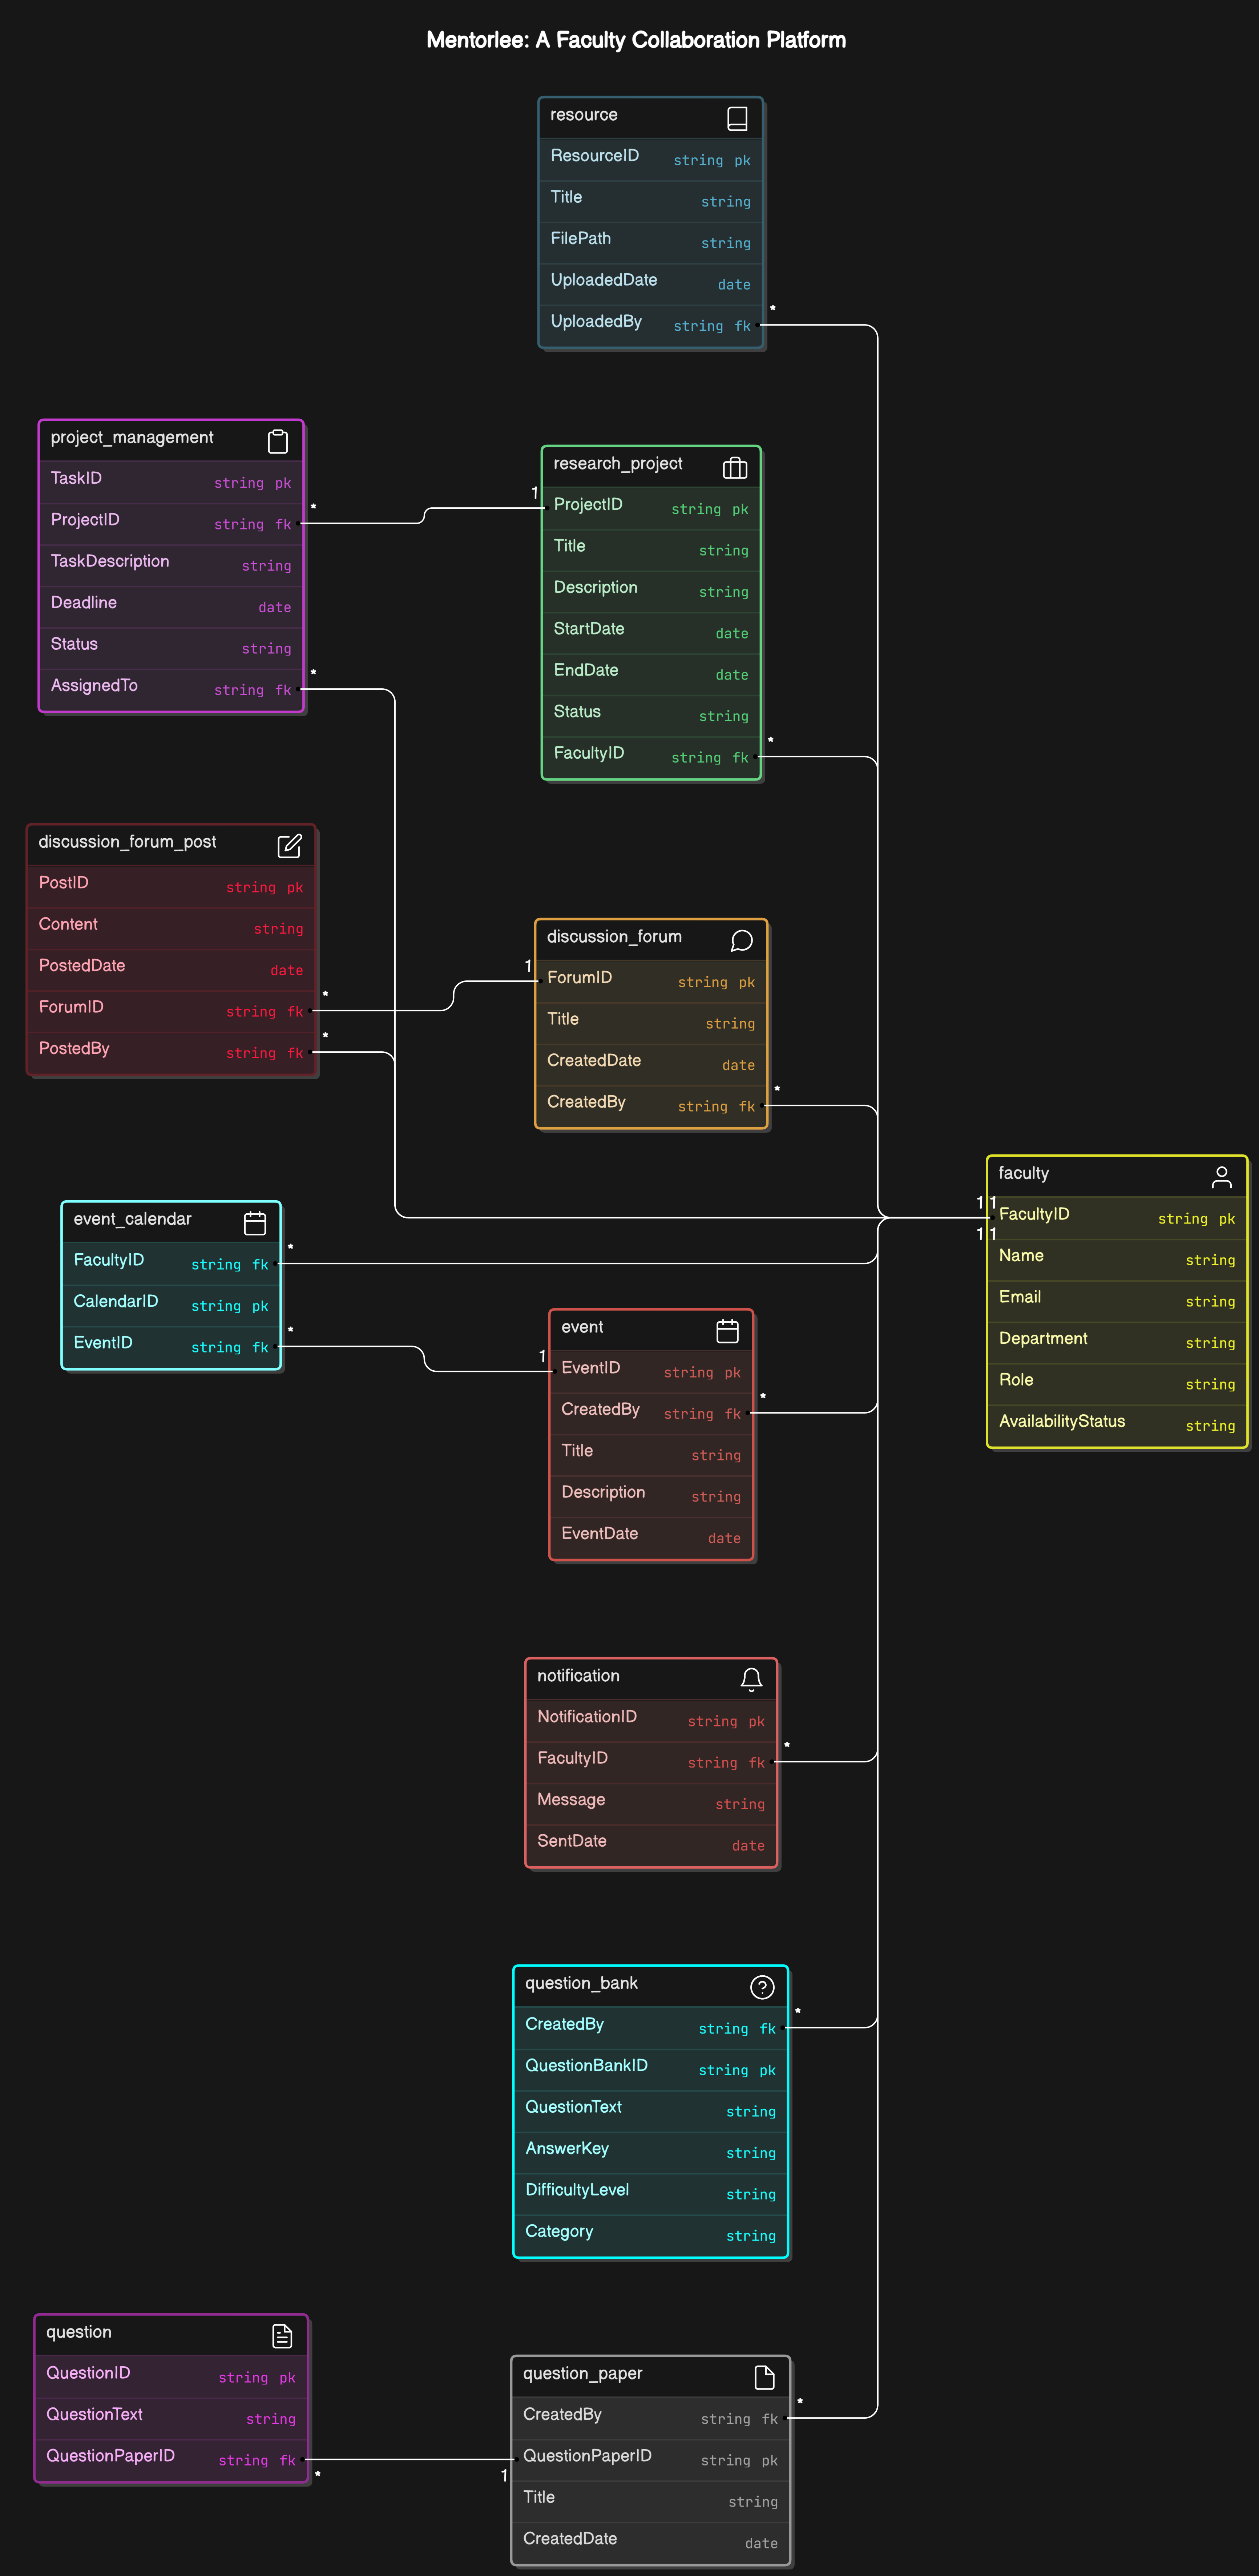 Mentorlee: A Faculty Collaboration Platform
resource
ResourceID string pk
Title string
FilePath string
UploadedDate date
UploadedBy string fk
*
project_management
TaskID string pk
ProjectID string fk
*
TaskDescription string
Deadline date
Status string
AssignedTo string fk
*
research_project
1
ProjectID string pk
Title string
Description string
StartDate date
EndDate date
Status string
FacultyID string fk
*
discussion_forum_post
PostID string pk
Content string
PostedDate date
ForumID string fk
*
PostedBy string fk
*
discussion_forum
1
ForumID string pk
Title string
CreatedDate date
CreatedBy string fk
*
faculty
1 1
FacultyID string pk
1 1
Name string
Email string
Department string
Role string
AvailabilityStatus string
event_calendar
FacultyID string fk
*
CalendarID string pk
EventID string fk
*
event
1
EventID string pk
CreatedBy string fk
*
Title string
Description string
EventDate date
notification
NotificationID string pk
FacultyID string fk
*
Message string
SentDate date
question_bank
CreatedBy string fk
*
QuestionBankID string pk
QuestionText string
AnswerKey string
DifficultyLevel string
Category string
question
QuestionID string pk
QuestionText string
QuestionPaperID string fk
*
question_paper
CreatedBy string fk
*
QuestionPaperID string pk
1
Title string
CreatedDate date